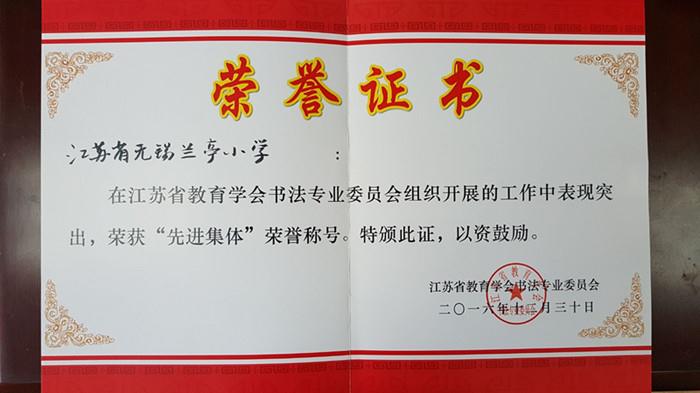 荣誉证书
江苏省无锡兰亭小学：
在江苏省教育学会书法专业委员会组织开展的工作中表现突
出，荣获“先进集体”荣誉称号。特颁此证，以资鼓励。
江苏省教育学会书法专业委员会
二〇一六年十二月三十日